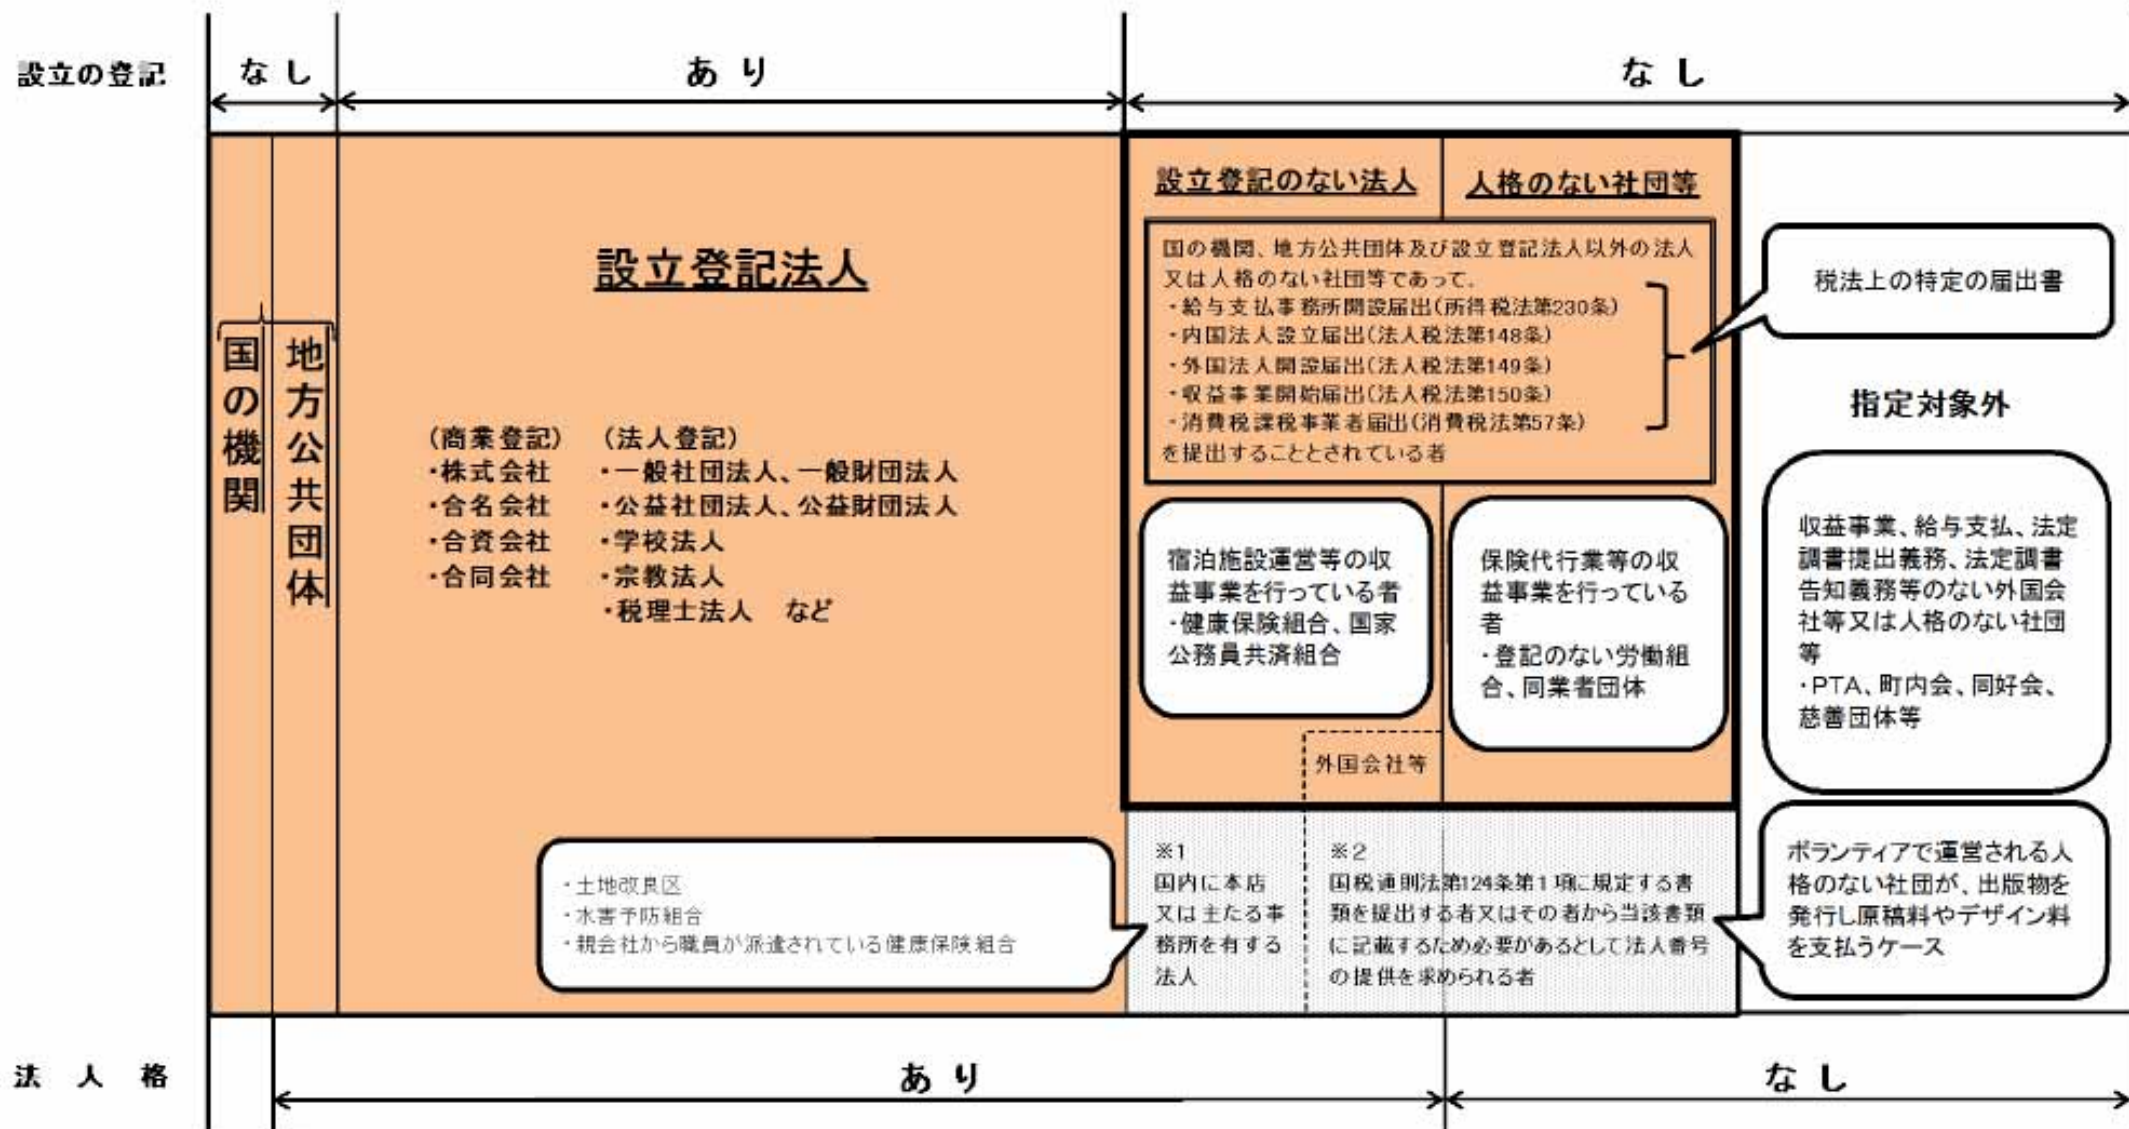 設立の登記
なし
あり
なし
国の機関
地方公共団体
設立登記法人
（商業登記）
・株式会社
・合名会社
・合資会社
・合同会社
（法人登記）
・一般社団法人、一般財団法人
・公益社団法人、公益財団法人
・学校法人
・宗教法人
・税理士法人　など
・土地改良区
・水害予防組合
・親会社から職員が派遣されている健康保険組合
設立登記のない法人
人格のない社団等
国の機関、地方公共団体及び設立登記法人以外の法人
又は人格のない社団等であって、
・給与支払事務所開設届出(所得税法第230条)
・内国法人設立届出(法人税法第148条)
・外国法人開設届出(法人税法第149条)
・収益事業開始届出(法人税法第150条)
・消費税課税事業者届出(消費税法第57条)
を提出することとされている者
宿泊施設運営等の収
益事業を行っている者
・健康保険組合、国家
公務員共済組合
保険代行業等の収
益事業を行っている
者
・登記のない労働組
合、同業者団体
外国会社等
※1
国内に本店
又は主たる事
務所を有する
法人
※2
国税通則法第124条第1項に規定する書
類を提出する者又はその者から当該書類
に記載するため必要があるとして法人番号
の提供を求められる者
税法上の特定の届出書
指定対象外
収益事業、給与支払、法定
調書提出義務、法定調書
告知義務等のない外国会
社等又は人格のない社団
等
・PTA、町内会、同好会、
慈善団体等
ボランティアで運営される人
格のない社団が、出版物を
発行し原稿料やデザイン料
を支払うケース
法人格
あり
なし